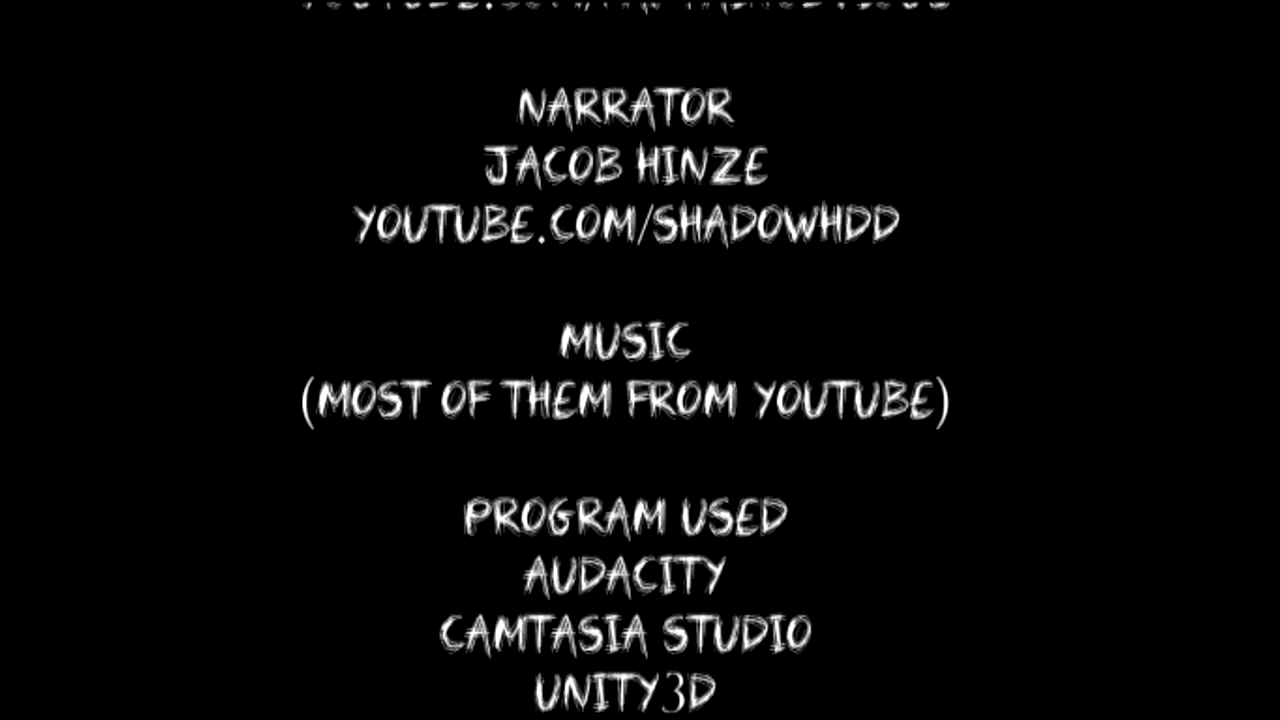 NARRATOR
JACOB HINZE
YOUTUBE.COM/SHADOWHDD
MUSIC
(MOST OF THEM FROM YOUTUBE)
PROGRAM USED
AUDACITY
CAMTASIA STUDIO
UNITY3D